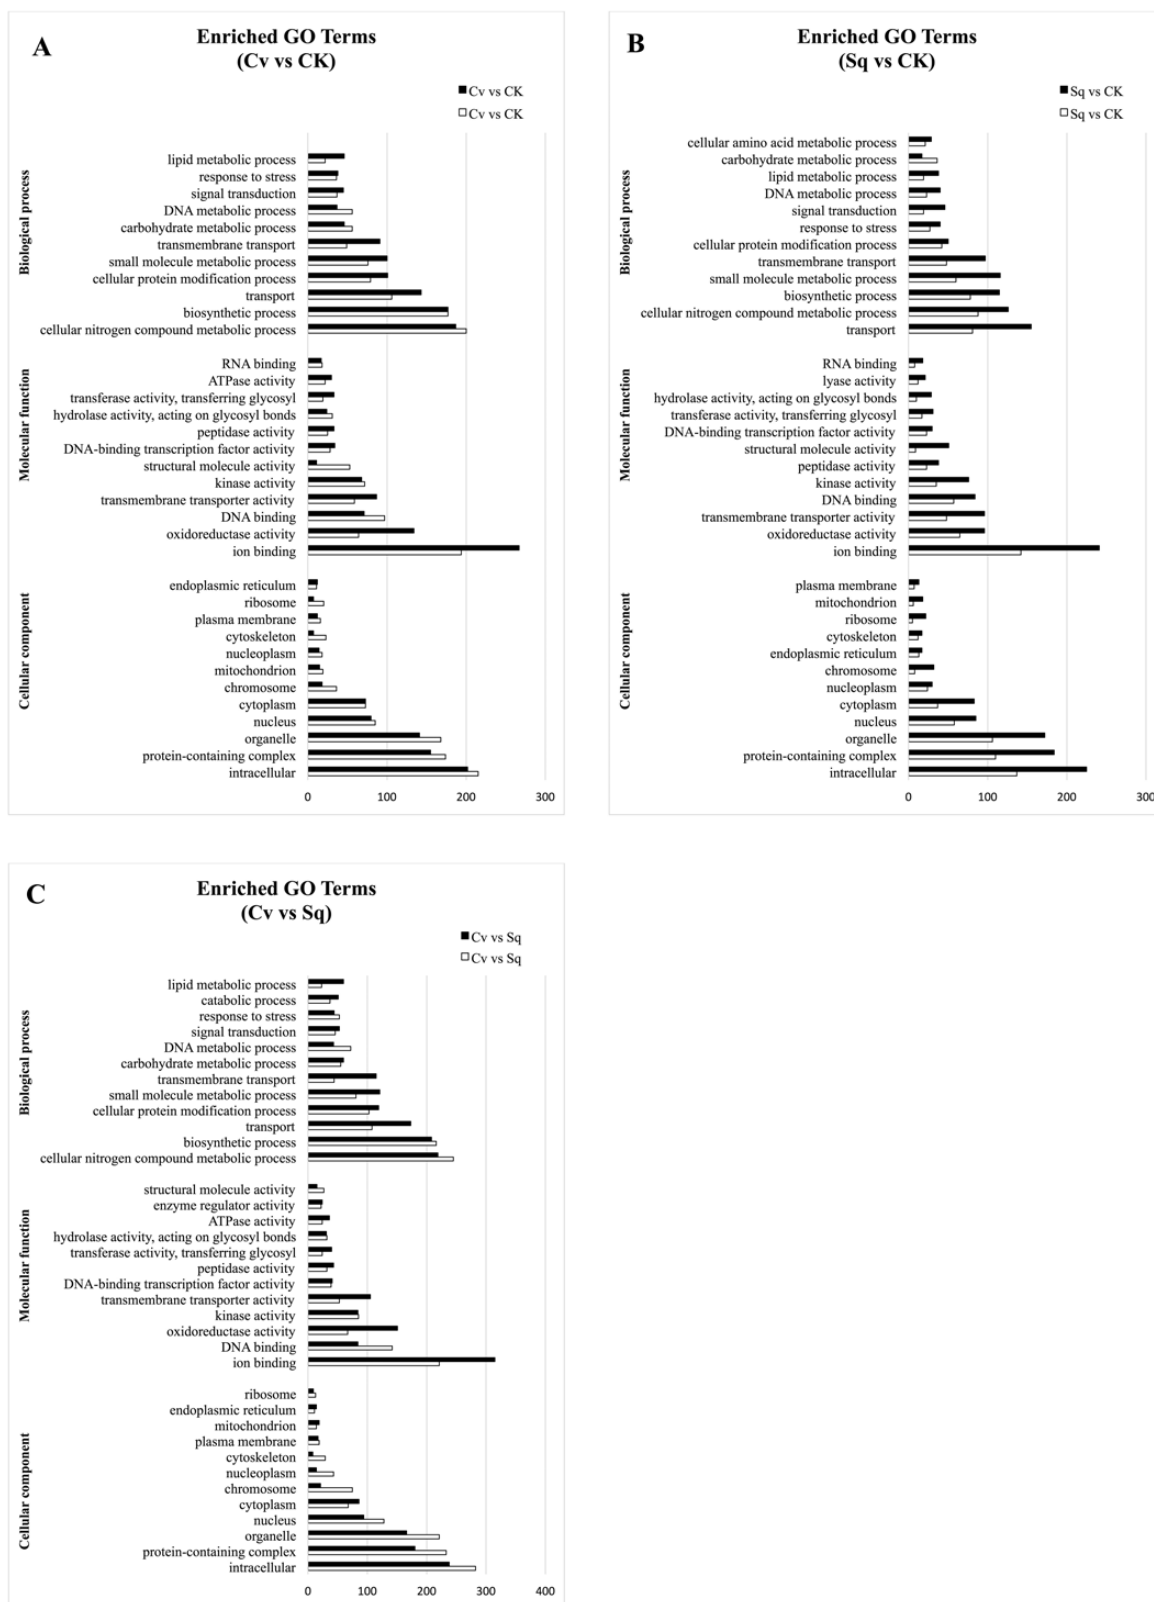 A
Enriched GO Terms
(Cv vs CK)
Cv vs CK
Cv vs CK
Biological process
lipid metabolic process
response to stress
signal transduction
DNA metabolic process
carbohydrate metabolic process
transmembrane transport
small molecule metabolic process
cellular protein modification process
transport
biosynthetic process
cellular nitrogen compound metabolic process
Molecular function
RNA binding
ATPase activity
transferase activity, transferring glycosyl
hydrolase activity, acting on glycosyl bonds
peptidase activity
DNA-binding transcription factor activity
structural molecule activity
kinase activity
transmembrane transporter activity
DNA binding
oxidoreductase activity
ion binding
Cellular component
endoplasmic reticulum
ribosome
plasma membrane
cytoskeleton
nucleoplasm
mitochondrion
chromosome
cytoplasm
nucleus
organelle
protein-containing complex
intracellular
0 100 200 300
B
Enriched GO Terms
(Sq vs CK)
Sq vs CK
Sq vs CK
Biological process
cellular amino acid metabolic process
carbohydrate metabolic process
lipid metabolic process
DNA metabolic process
signal transduction
response to stress
cellular protein modification process
transmembrane transport
small molecule metabolic process
biosynthetic process
cellular nitrogen compound metabolic process
transport
Molecular function
RNA binding
lyase activity
hydrolase activity, acting on glycosyl bonds
transferase activity, transferring glycosyl
DNA-binding transcription factor activity
structural molecule activity
peptidase activity
kinase activity
DNA binding
transmembrane transporter activity
oxidoreductase activity
ion binding
Cellular component
plasma membrane
mitochondrion
ribosome
cytoskeleton
endoplasmic reticulum
chromosome
nucleoplasm
cytoplasm
nucleus
organelle
protein-containing complex
intracellular
0 100 200 300
C
Enriched GO Terms
(Cv vs Sq)
Cv vs Sq
Cv vs Sq
Biological process
lipid metabolic process
catabolic process
response to stress
signal transduction
DNA metabolic process
carbohydrate metabolic process
transmembrane transport
small molecule metabolic process
cellular protein modification process
transport
biosynthetic process
cellular nitrogen compound metabolic process
Molecular function
structural molecule activity
enzyme regulator activity
ATPase activity
hydrolase activity, acting on glycosyl bonds
transferase activity, transferring glycosyl
peptidase activity
DNA-binding transcription factor activity
transmembrane transporter activity
kinase activity
oxidoreductase activity
DNA binding
ion binding
Cellular component
ribosome
endoplasmic reticulum
mitochondrion
plasma membrane
cytoskeleton
nucleoplasm
chromosome
cytoplasm
nucleus
organelle
protein-containing complex
intracellular
0 100 200 300 400